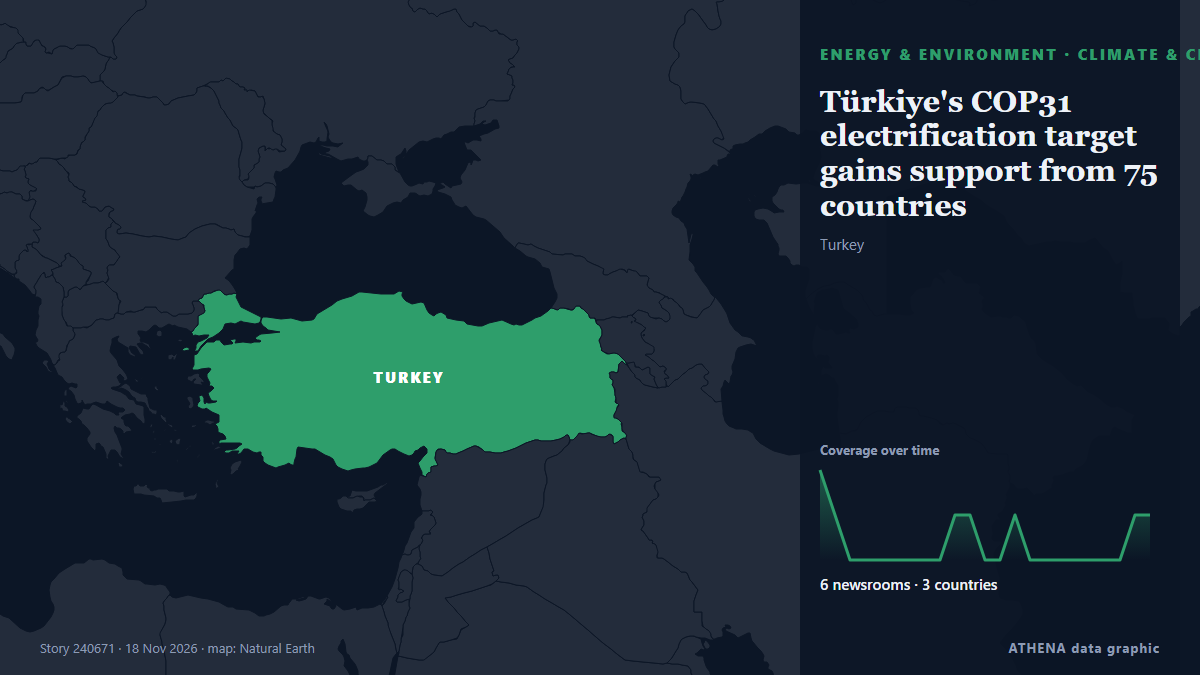 ENERGY & ENVIRONMENT · CLIMATE &
Türkiye's COP31
electrification target
gains support from 75
countries
Turkey
TURKEY
Coverage over time
6 newsrooms · 3 countries
Story 240671 · 18 Nov 2026 · map: Natural Earth
ATHENA data graphic